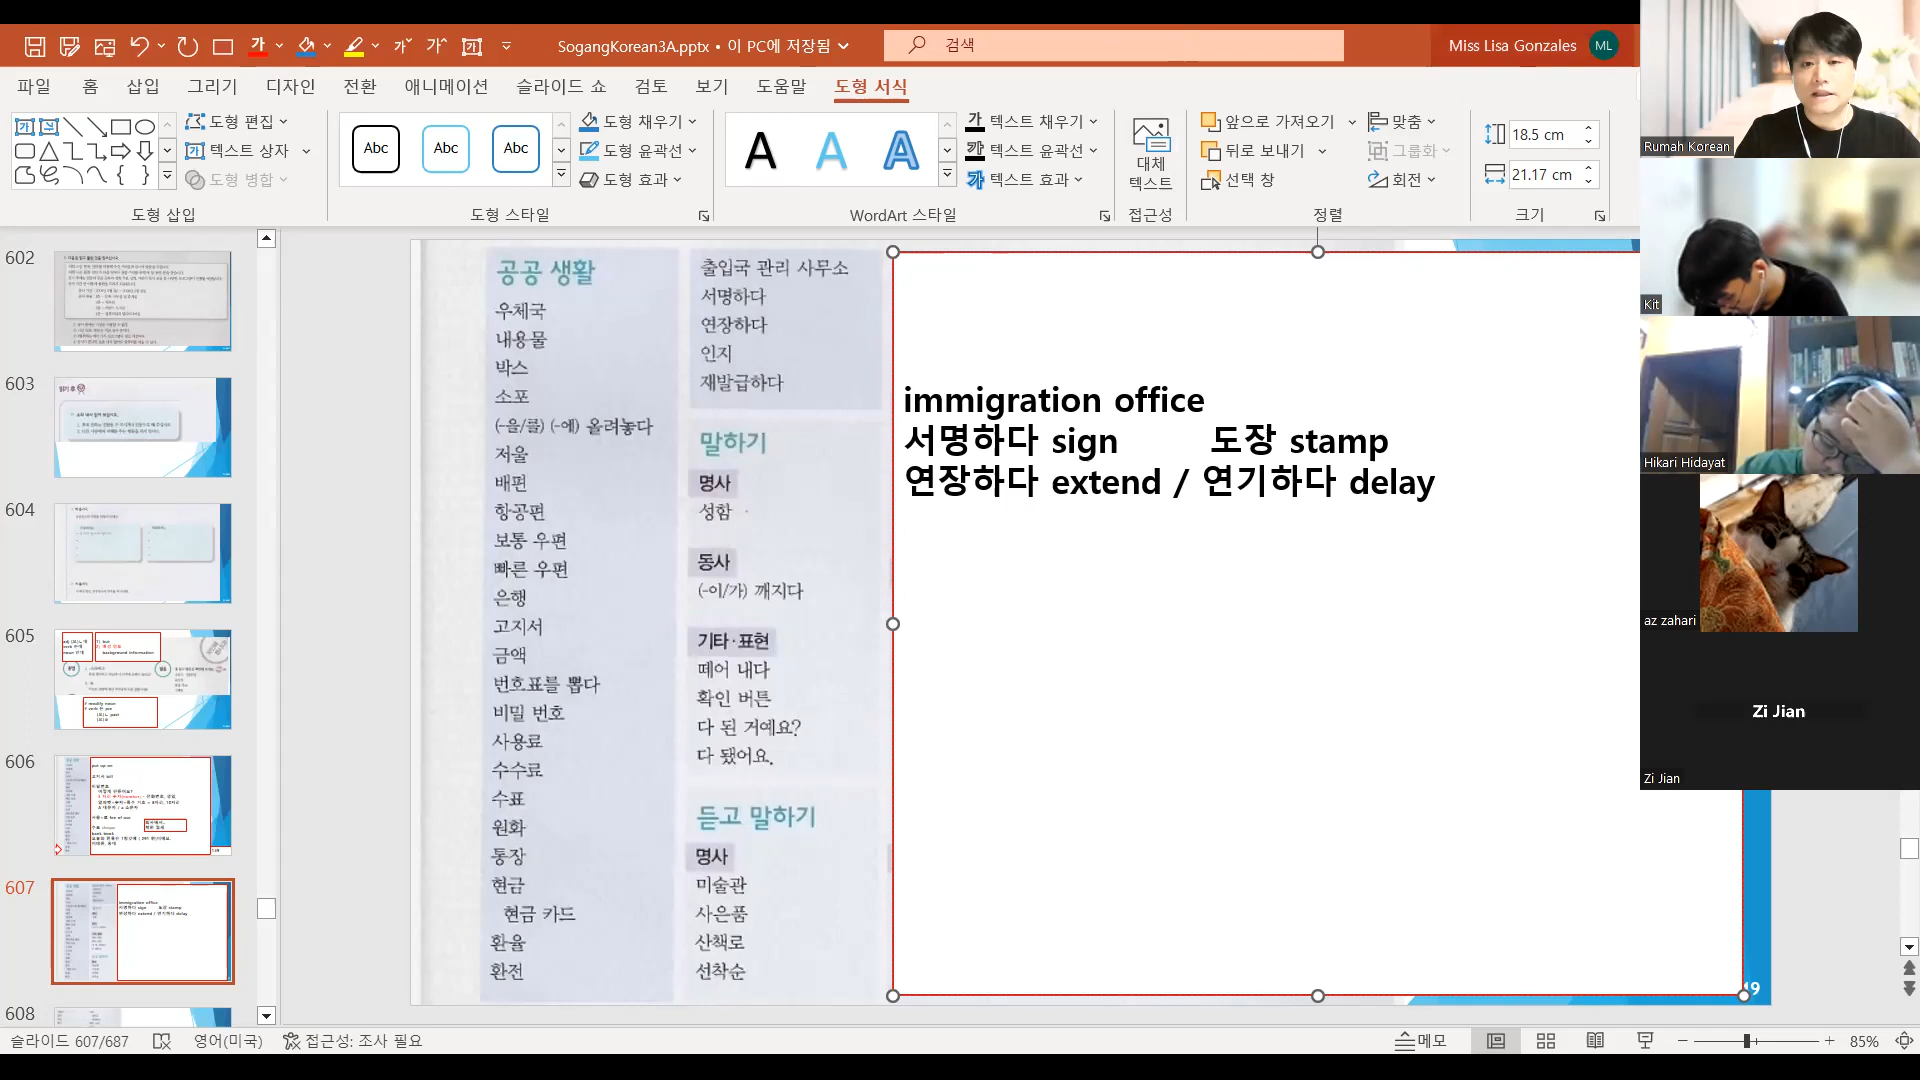 SogangKorean3A.pptx • 이 PC에 저장됨
검색
Miss Lisa Gonzales
ML
파일 홈 삽입 그리기 디자인 전환 애니메이션 슬라이드 쇼 검토 보기 도움말 도형 서식
도형 편집
텍스트 상자
도형 병합
도형 삽입
Abc Abc Abc
도형 채우기
도형 윤곽선
도형 효과
도형 스타일
A A A
텍스트 채우기
텍스트 윤곽선
텍스트 효과
WordArt 스타일
대체
텍스트
접근성
앞으로 가져오기
뒤로 보내기
선택 창
맞춤
그룹화
회전
정렬
18.5 cm
21.17 cm
크기
602
603
604
605
606
607
608
공공 생활
우체국
내용물
박스
소포
(-을/를) (-에) 올려놓다
저울
배편
항공편
보통 우편
빠른 우편
은행
고지서
금액
번호표를 뽑다
비밀 번호
사용료
수수료
수표
원화
통장
현금
현금 카드
환율
환전
출입국 관리 사무소
서명하다
연장하다
인지
재발급하다
말하기
명사
성함
동사
(-이/가) 깨지다
기타·표현
떼어 내다
확인 버튼
다 된 거예요?
다 됐어요.
듣고 말하기
명사
미술관
사은품
산책로
선착순
immigration office
서명하다 sign 도장 stamp
연장하다 extend / 연기하다 delay
Rumah Korean
Kit
Hikari Hidayat
az zahari
Zi Jian
Zi Jian
슬라이드 607/687
영어(미국)
접근성: 조사 필요
메모
85%